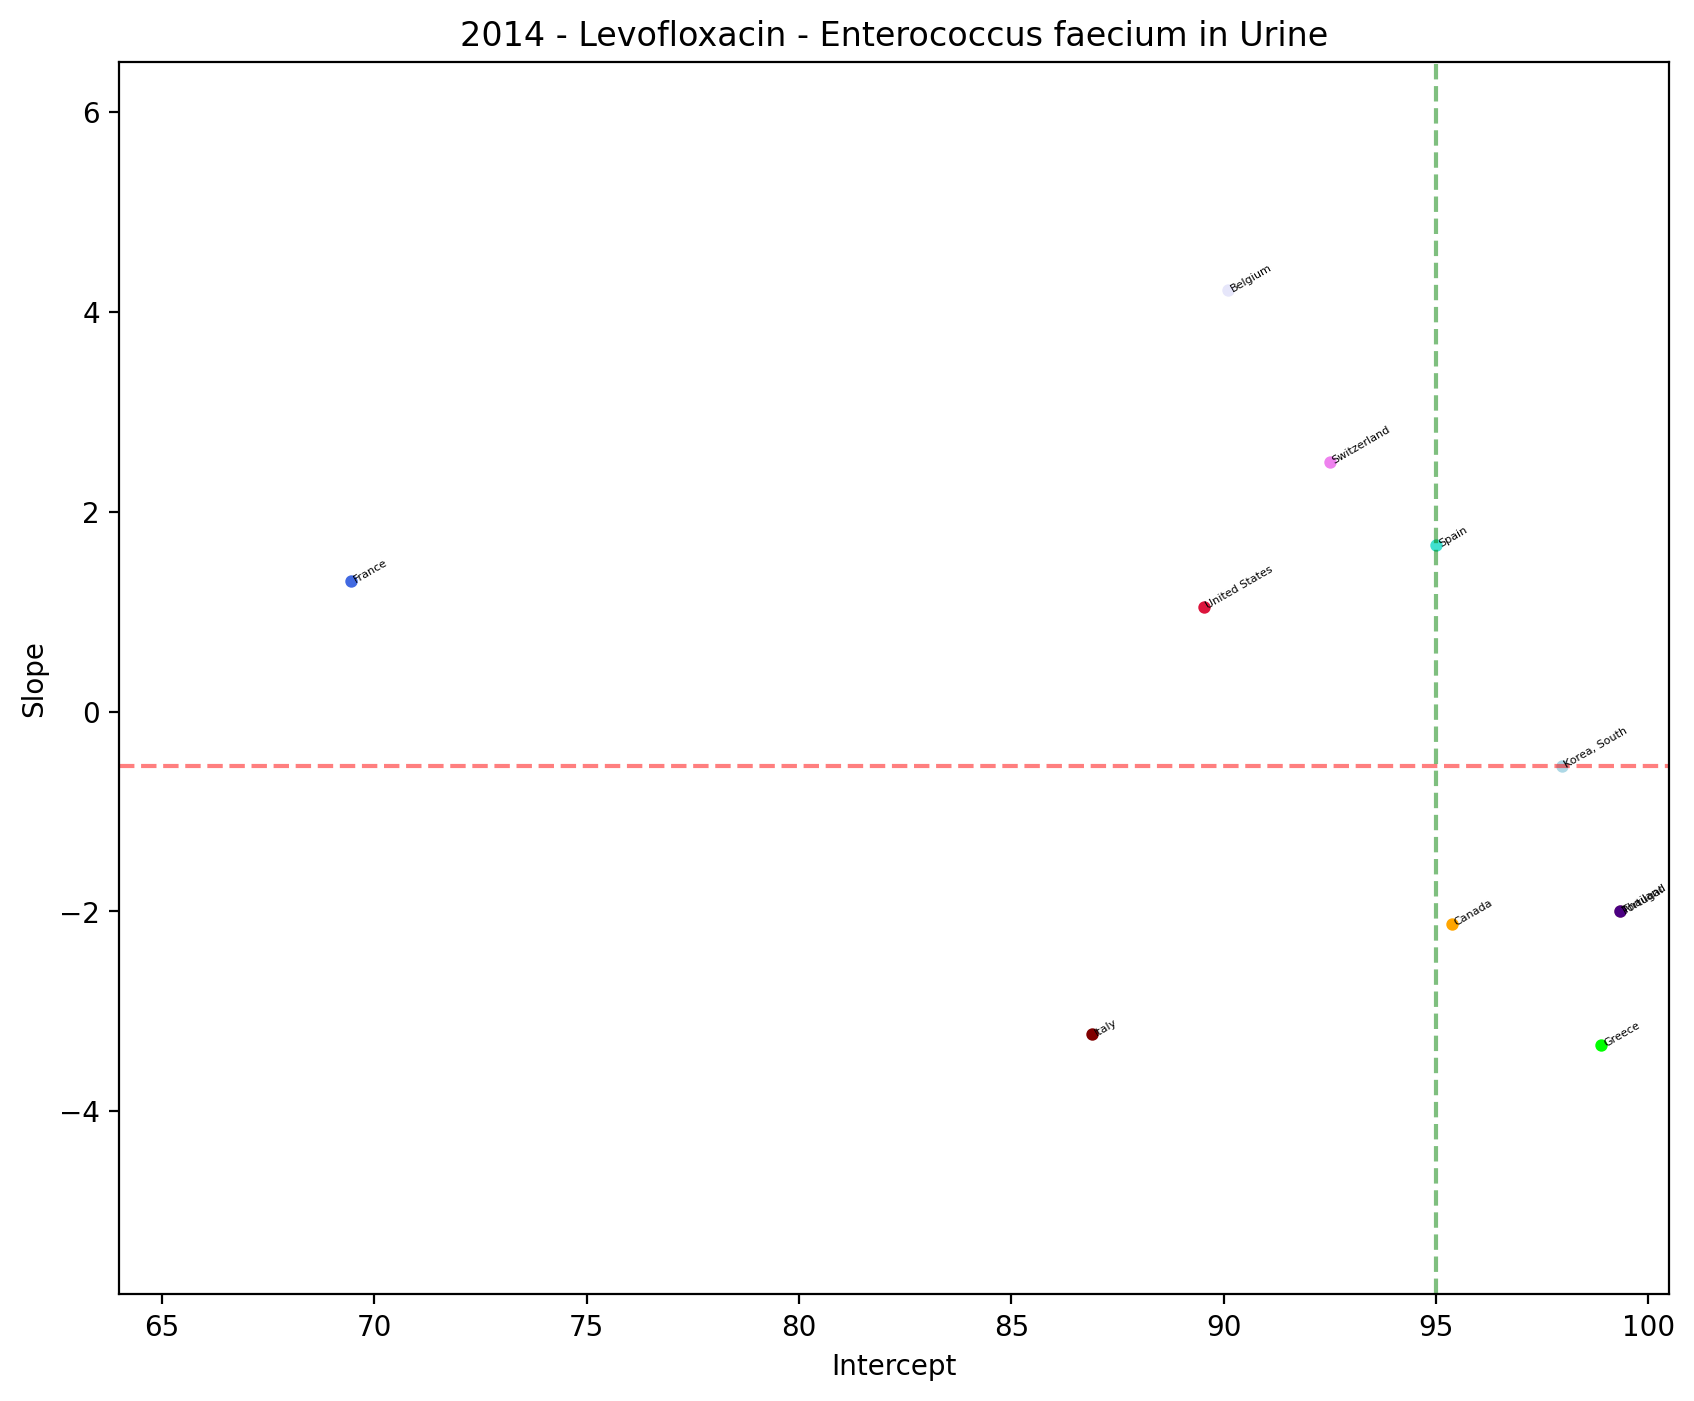 2014 - Levofloxacin - Enterococcus faecium in Urine
6
4
2
0
−2
−4
Slope
Belgium
Switzerland
Spain
France
United States
Korea, South
Canada
Italy
Greece
65
70
75
80
85
90
95
100
Intercept